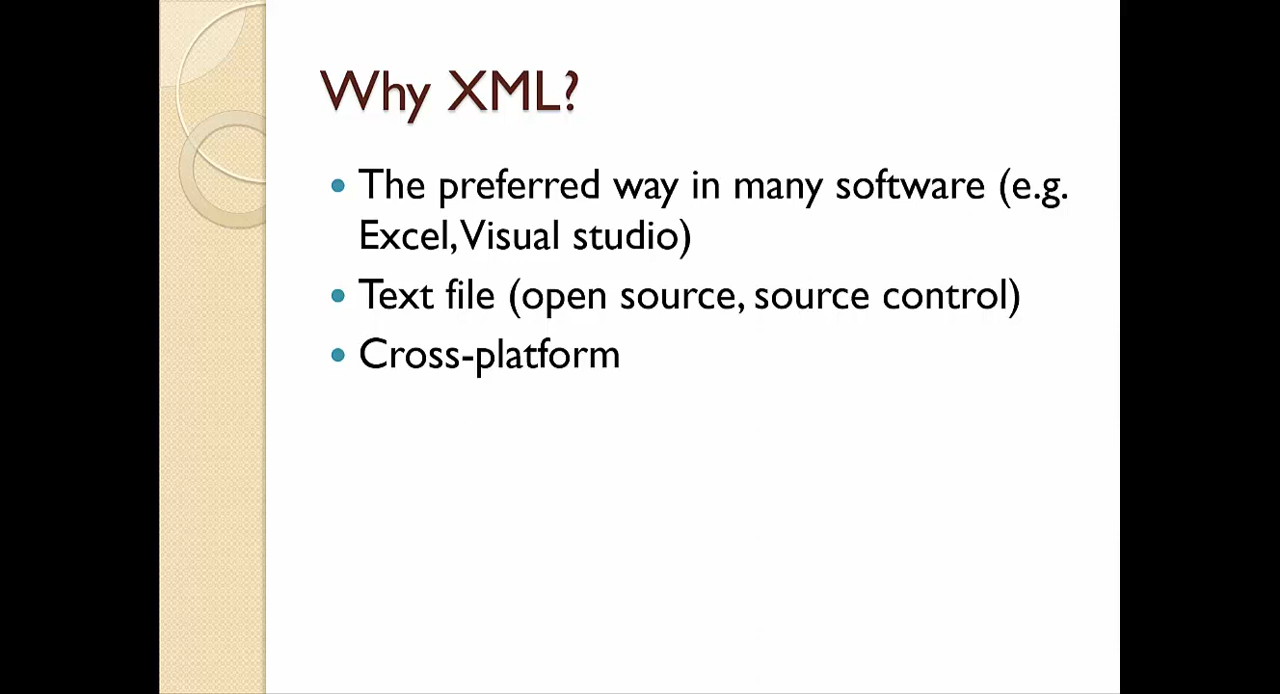 Why XML?
• The preferred way in many software (e.g.
Excel, Visual studio)
• Text file (open source, source control)
• Cross-platform